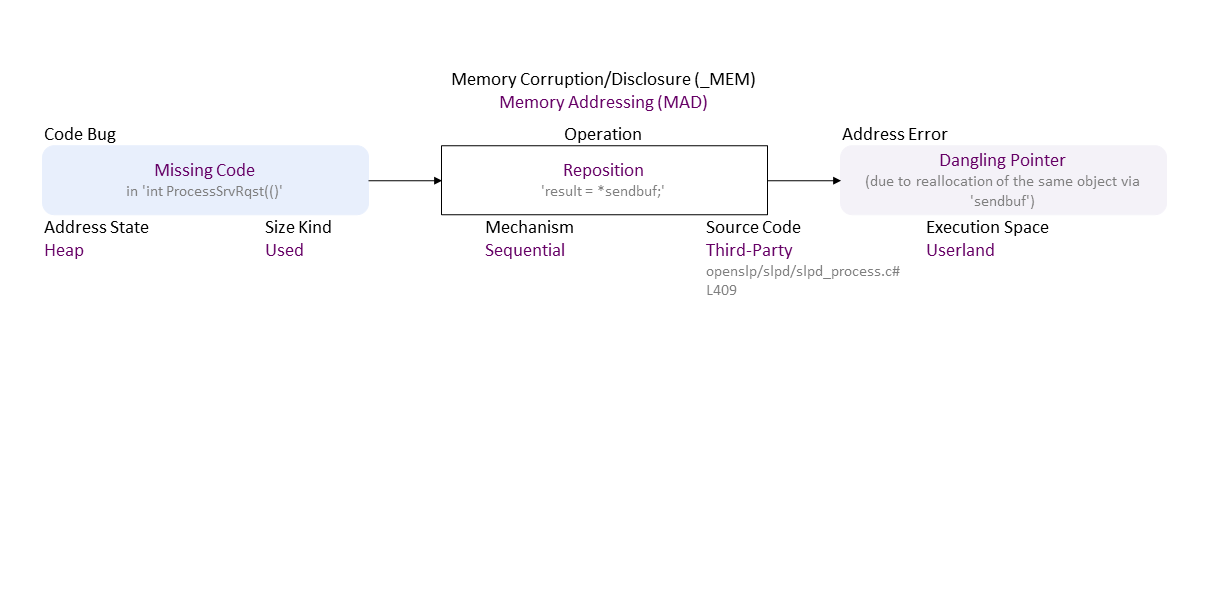 Memory Corruption/Disclosure (_MEM)
Memory Addressing (MAD)
Code Bug
Operation
Address Error
Missing Code
in 'int ProcessSrvRqst(()'
Reposition
'result = *sendbuf;'
Dangling Pointer
(due to reallocation of the same object via
'sendbuf')
Address State
Size Kind
Mechanism
Source Code
Execution Space
Heap
Used
Sequential
Third-Party
Userland
openslp/slpd/slpd_process.c#
L409